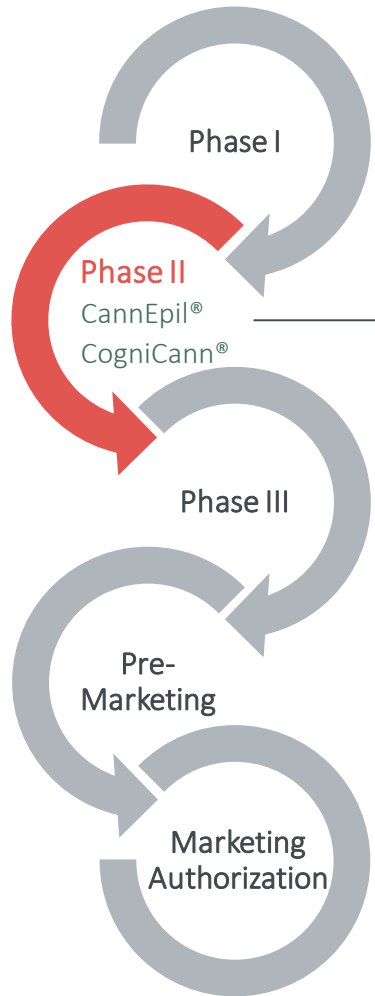 Phase I
Phase II
CannEpil®
CogniCann®
Phase III
Pre-
Marketing
Marketing
Authorization